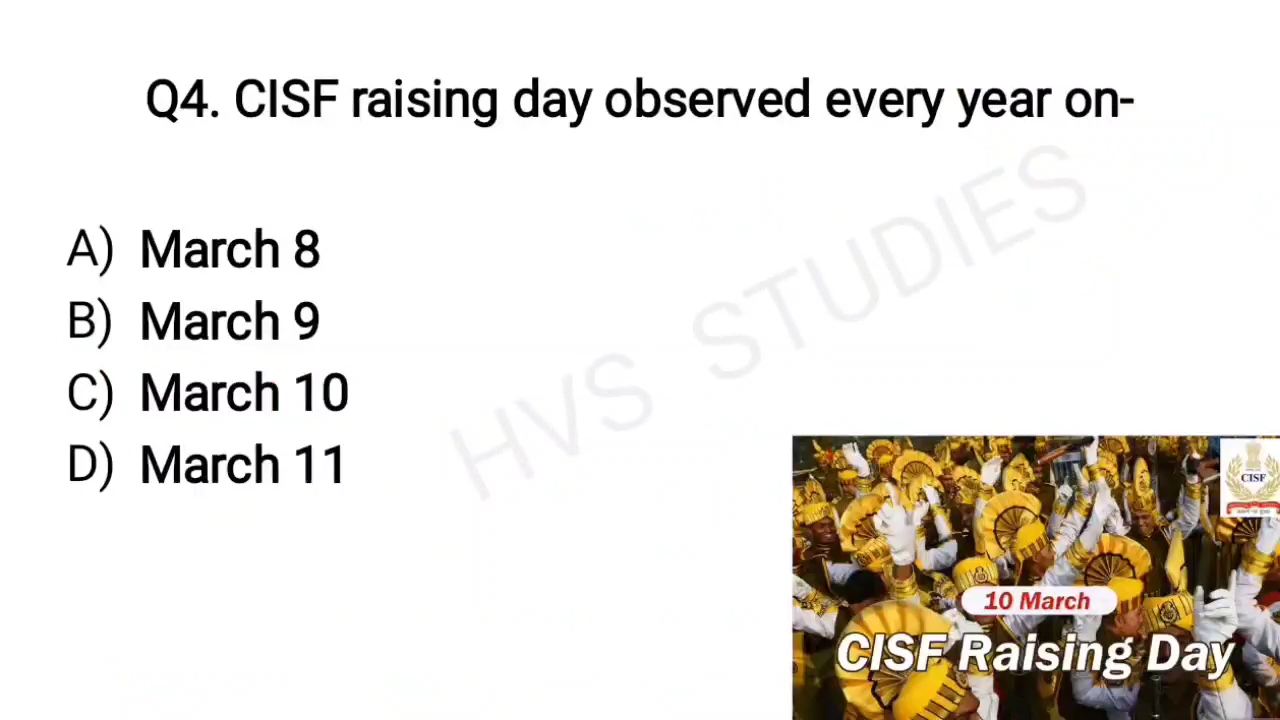 Q4. CISF raising day observed every year on-
A) March 8
B) March 9
C) March 10
D) March 11
HVS STUDIES
CISF
10 March
CISF Raising Day